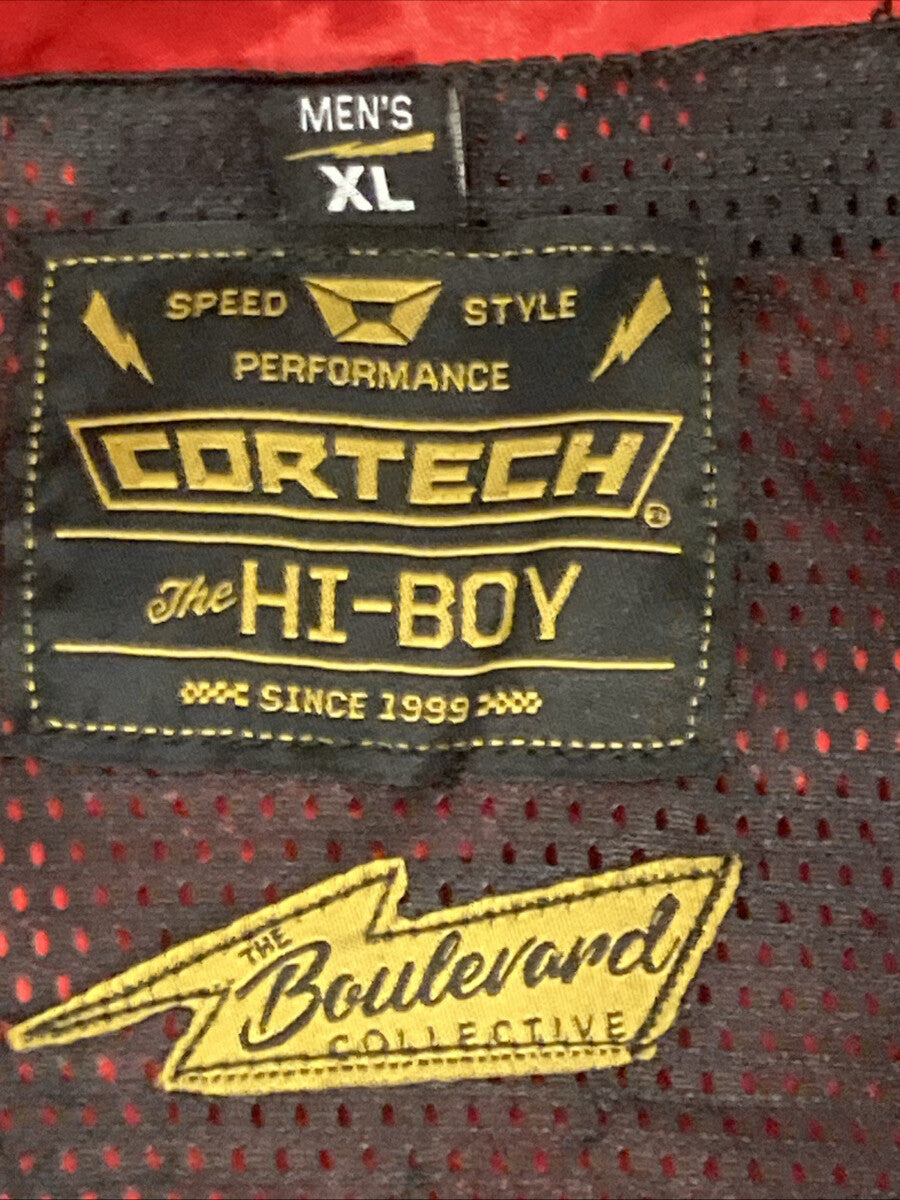 MEN'S
XL
SPEED STYLE
PERFORMANCE
CORTECH®
The HI-BOY
SINCE 1999
THE
Boulevard
COLLECTIVE